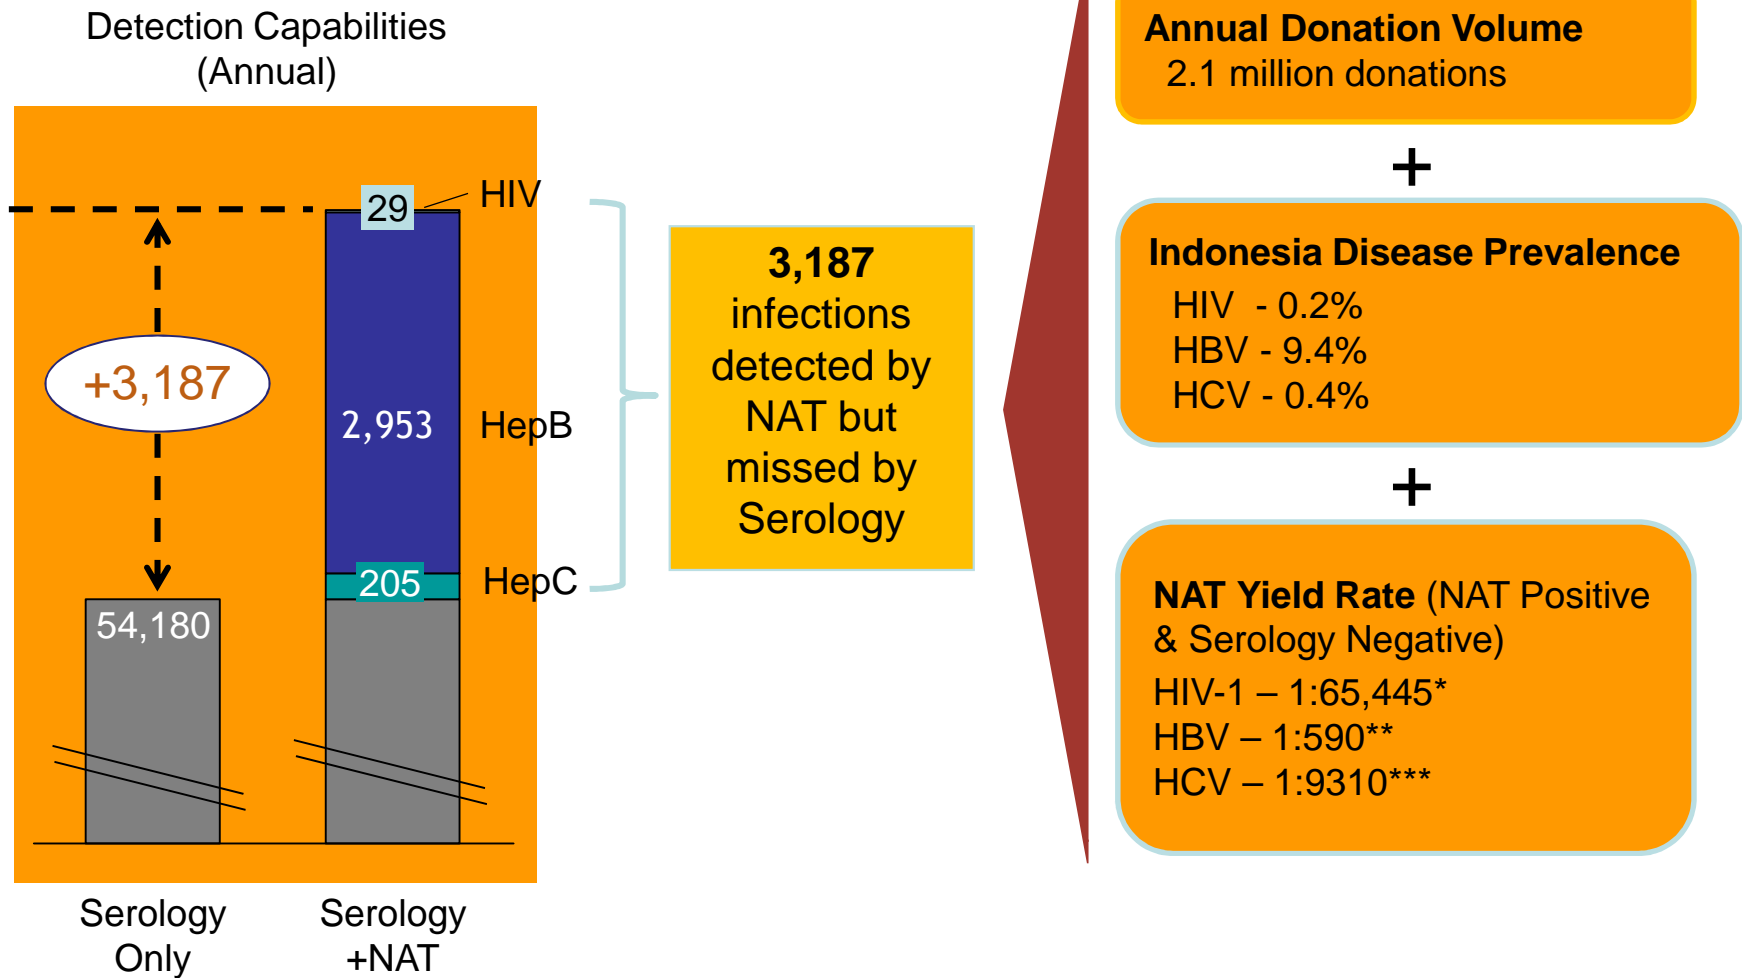 Detection Capabilities
(Annual)
29
HIV
+3,187
2,953
HepB
205
HepC
54,180
Serology
Only
Serology
+NAT
3,187
infections
detected by
NAT but
missed by
Serology
Annual Donation Volume
2.1 million donations
+
Indonesia Disease Prevalence
HIV - 0.2%
HBV - 9.4%
HCV - 0.4%
+
NAT Yield Rate (NAT Positive
& Serology Negative)
HIV-1 – 1:65,445*
HBV – 1:590**
HCV – 1:9310***